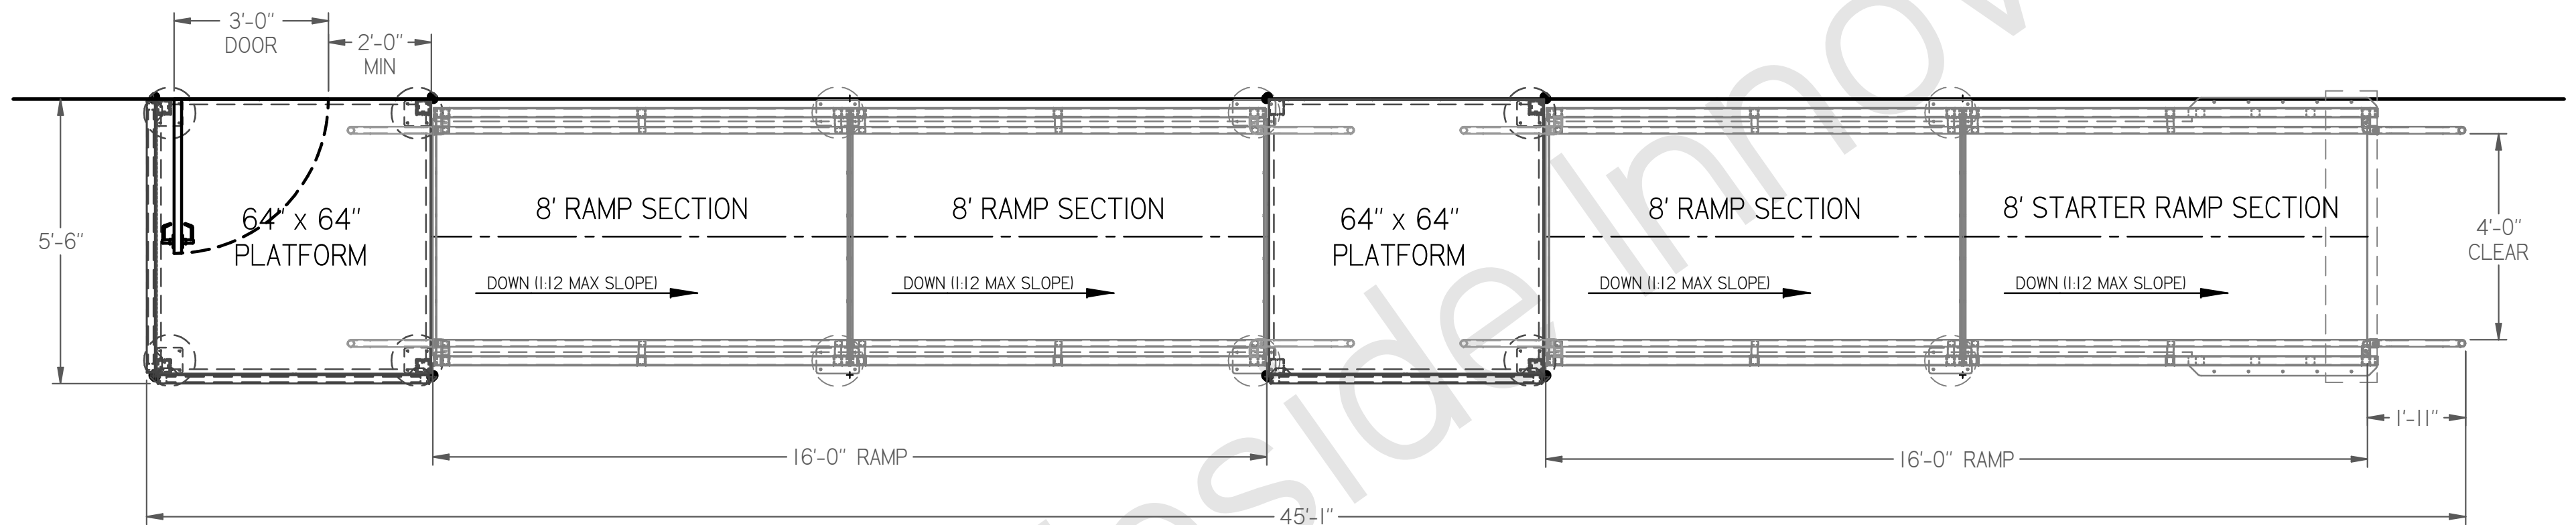 3'-0"
DOOR
2'-0"
MIN
5'-6"
64" x 64"
PLATFORM
8' RAMP SECTION
DOWN (1:12 MAX SLOPE)
8' RAMP SECTION
DOWN (1:12 MAX SLOPE)
64" x 64"
PLATFORM
8' RAMP SECTION
DOWN (1:12 MAX SLOPE)
8' STARTER RAMP SECTION
DOWN (1:12 MAX SLOPE)
4'-0"
CLEAR
1'-11"
16'-0" RAMP
16'-0" RAMP
45'-1"